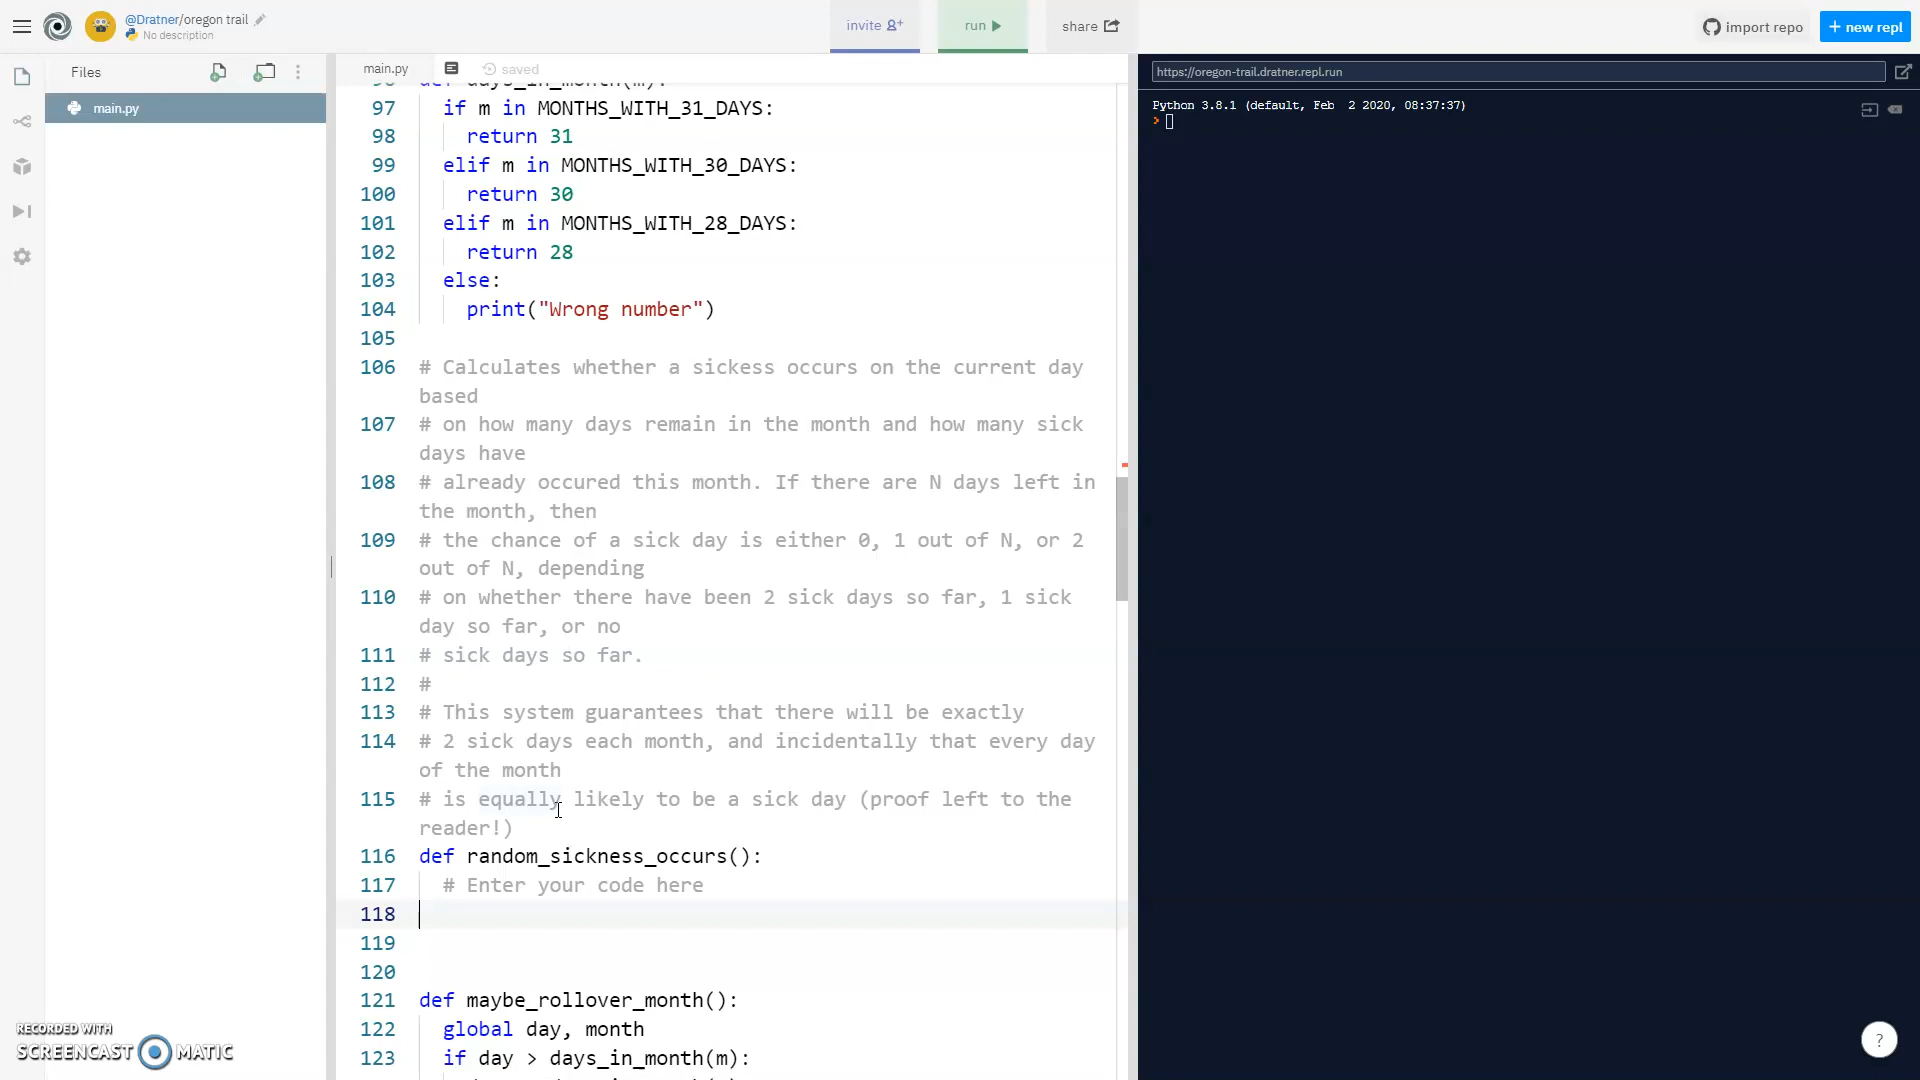 @Dratner/oregon trail
No description
invite
run
share
import repo
+ new repl
Files
main.py
main.py
saved
https://oregon-trail.dratner.repl.run
Python 3.8.1 (default, Feb  2 2020, 08:37:37)
>
96 def days_in_month(m):
97 if m in MONTHS_WITH_31_DAYS:
98 return 31
99 elif m in MONTHS_WITH_30_DAYS:
100 return 30
101 elif m in MONTHS_WITH_28_DAYS:
102 return 28
103 else:
104 print("Wrong number")
105
106 # Calculates whether a sickess occurs on the current day
based
107 # on how many days remain in the month and how many sick
days have
108 # already occured this month. If there are N days left in
the month, then
109 # the chance of a sick day is either 0, 1 out of N, or 2
out of N, depending
110 # on whether there have been 2 sick days so far, 1 sick
day so far, or no
111 # sick days so far.
112 #
113 # This system guarantees that there will be exactly
114 # 2 sick days each month, and incidentally that every day
of the month
115 # is equally likely to be a sick day (proof left to the
reader!)
116 def random_sickness_occurs():
117 # Enter your code here
118
119
120
121 def maybe_rollover_month():
122 global day, month
123 if day > days_in_month(m):
RECORDED WITH
SCREENCAST MATIC
?